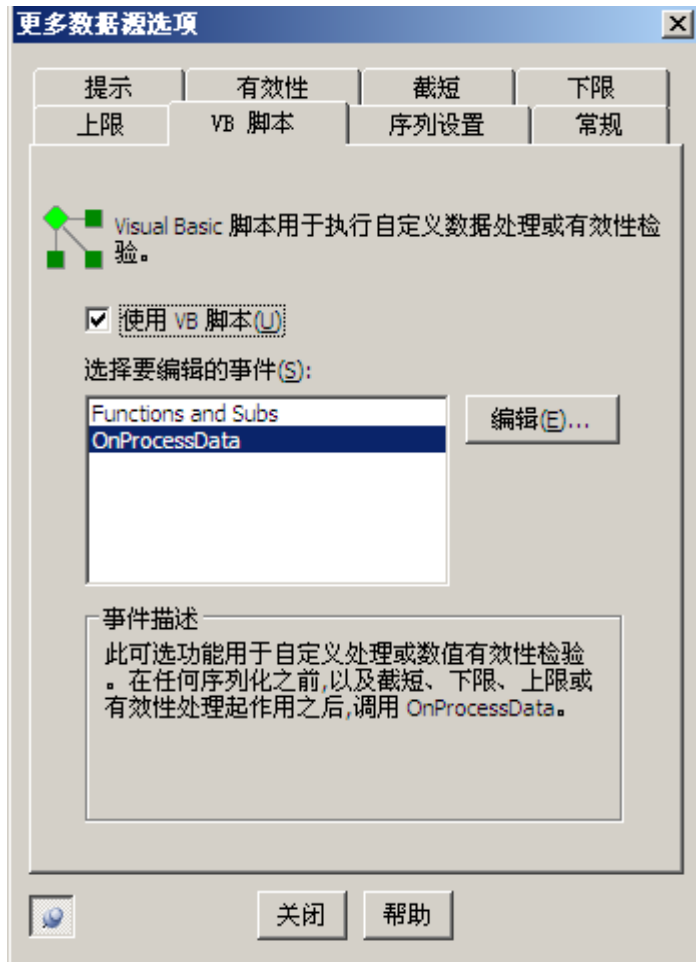 更多数据源选项
提示
有效性
截短
下限
上限
VB 脚本
序列设置
常规
Visual Basic 脚本用于执行自定义数据处理或有效性检
验。
使用 VB 脚本(U)
选择要编辑的事件(S):
Functions and Subs
编辑(E)...
OnProcessData
事件描述
此可选功能用于自定义处理或数值有效性检验
。在任何序列化之前,以及截短、下限、上限或
有效性处理起作用之后,调用 OnProcessData。
关闭
帮助